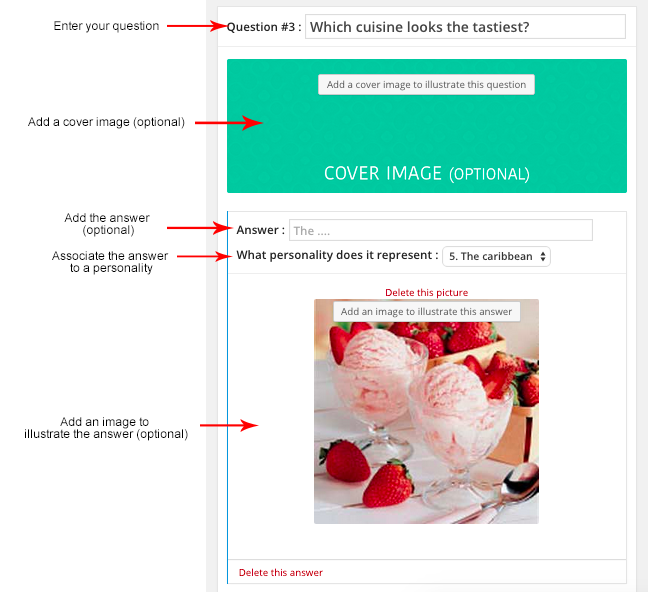 Enter your question
Question #3 : Which cuisine looks the tastiest?
Add a cover image to illustrate this question
Add a cover image (optional)
COVER IMAGE (OPTIONAL)
Add the answer
(optional)
Answer : The ....
Associate the answer
to a personality
What personality does it represent : 5. The caribbean
Delete this picture
Add an image to illustrate this answer
Add an image to
illustrate the answer (optional)
Delete this answer